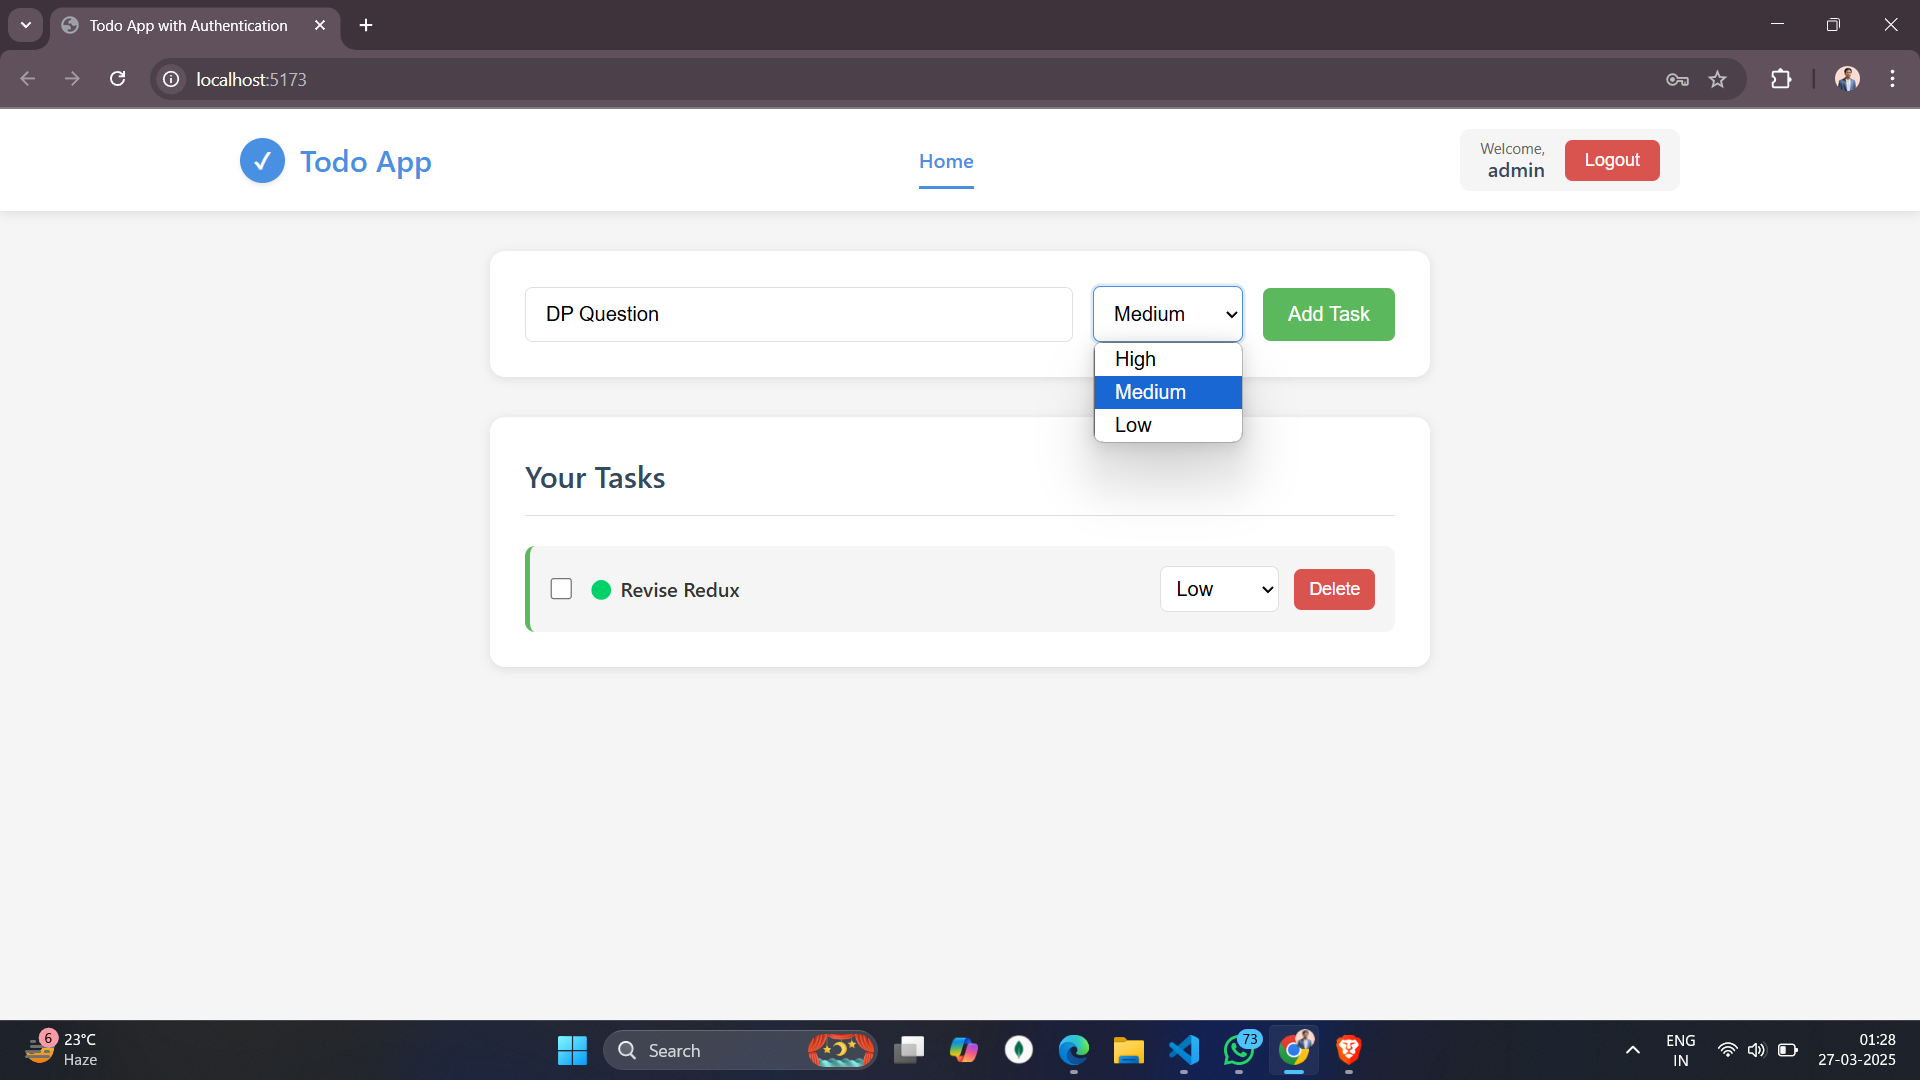 Todo App with Authentication
localhost:5173
Todo App
Home
Welcome,
admin
Logout
DP Question
Medium
Add Task
High
Medium
Low
Your Tasks
Revise Redux
Low
Delete
6
23°C
Haze
Search
73
ENG
IN
01:28
27-03-2025